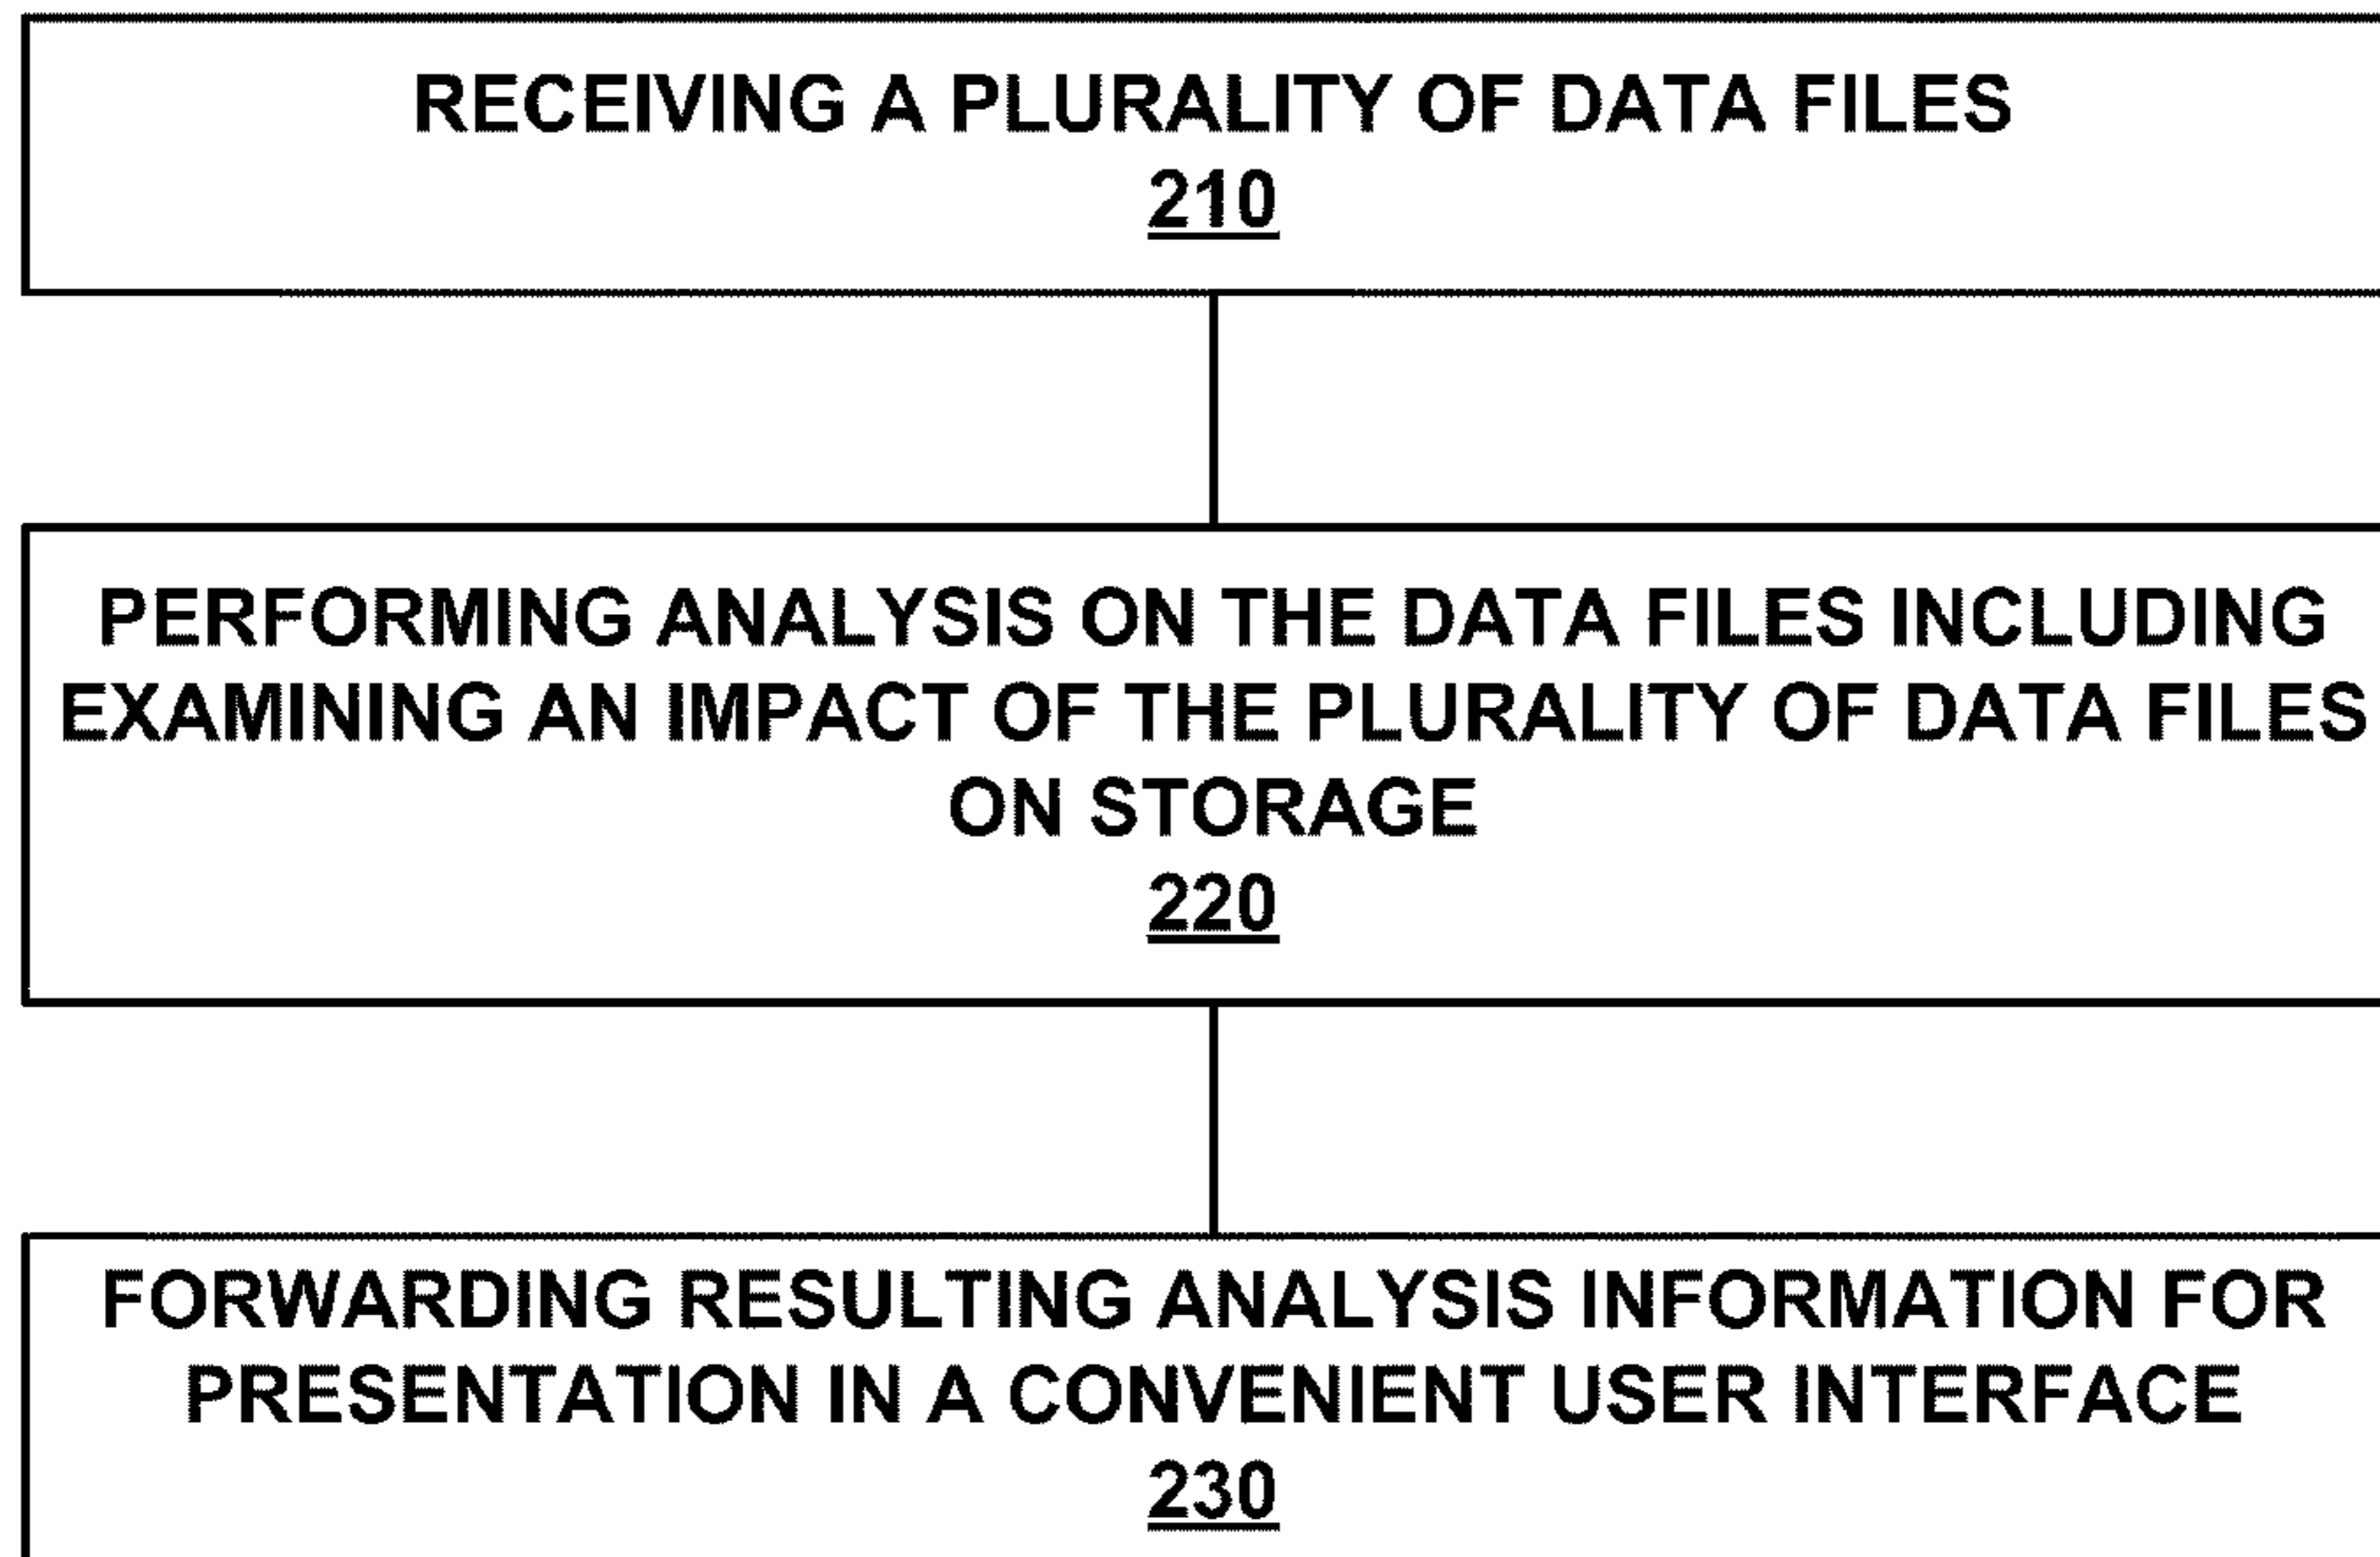 RECEIVING A PLURALITY OF DATA FILES
210
PERFORMING ANALYSIS ON THE DATA FILES INCLUDING
EXAMINING AN IMPACT OF THE PLURALITY OF DATA FILES
ON STORAGE
220
FORWARDING RESULTING ANALYSIS INFORMATION FOR
PRESENTATION IN A CONVENIENT USER INTERFACE
230